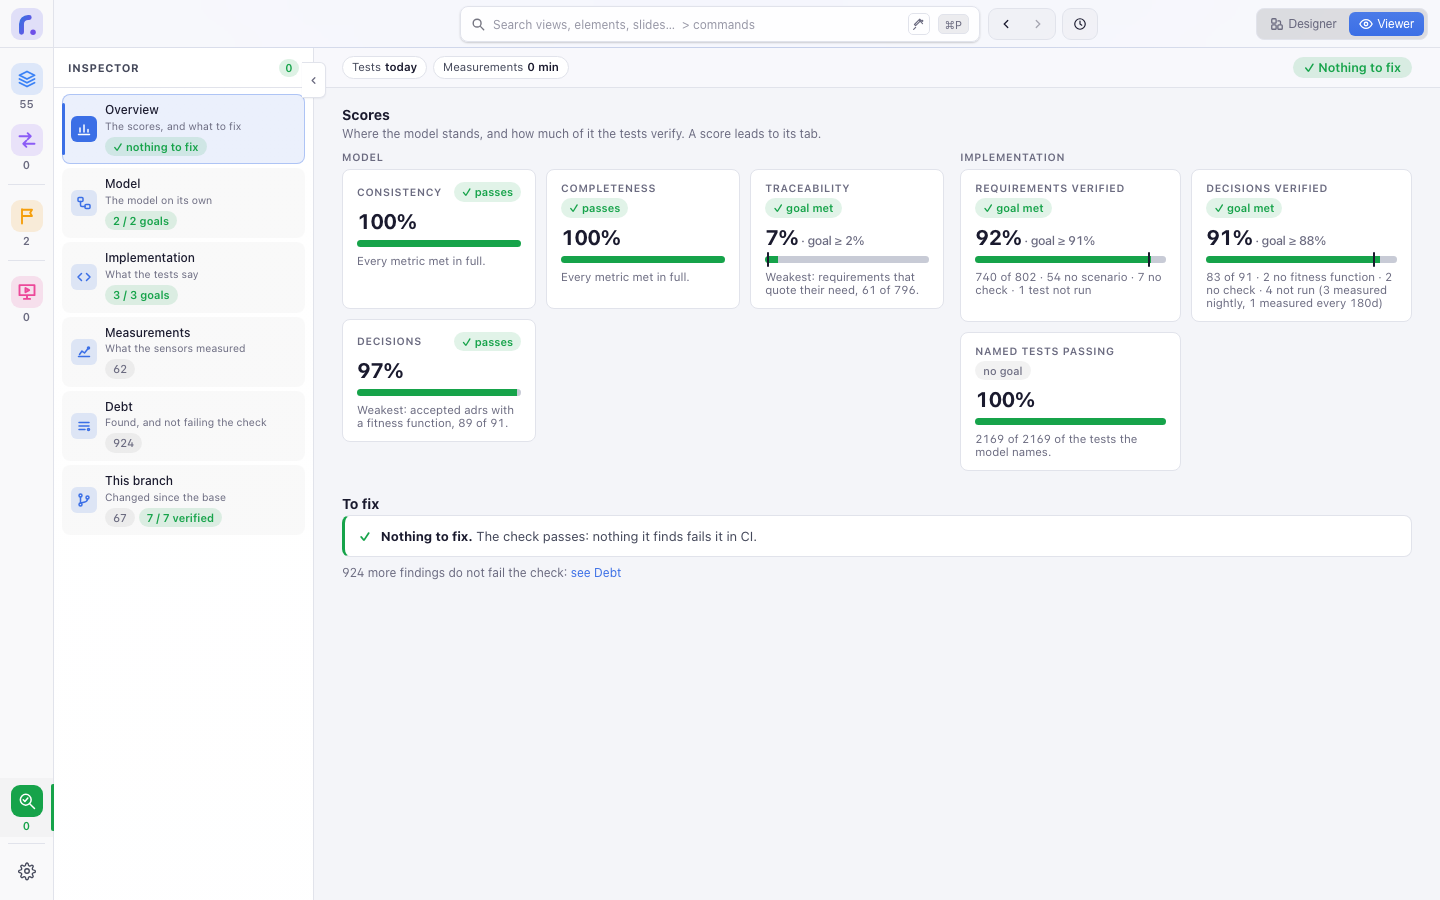 Search views, elements, slides... > commands
⌘P
Designer
Viewer
55
0
2
0
0
INSPECTOR
0
Overview
The scores, and what to fix
✓ nothing to fix
Model
The model on its own
2 / 2 goals
Implementation
What the tests say
3 / 3 goals
Measurements
What the sensors measured
62
Debt
Found, and not failing the check
924
This branch
Changed since the base
67
7 / 7 verified
Tests today
Measurements 0 min
✓ Nothing to fix
Scores
Where the model stands, and how much of it the tests verify. A score leads to its tab.
MODEL
CONSISTENCY
✓ passes
100%
Every metric met in full.
COMPLETENESS
✓ passes
100%
Every metric met in full.
TRACEABILITY
✓ goal met
7% · goal ≥ 2%
Weakest: requirements that
quote their need, 61 of 796.
DECISIONS
✓ passes
97%
Weakest: accepted adrs with
a fitness function, 89 of 91.
IMPLEMENTATION
REQUIREMENTS VERIFIED
✓ goal met
92% · goal ≥ 91%
740 of 802 · 54 no scenario · 7 no
check · 1 test not run
DECISIONS VERIFIED
✓ goal met
91% · goal ≥ 88%
83 of 91 · 2 no fitness function · 2
no check · 4 not run (3 measured
nightly, 1 measured every 180d)
NAMED TESTS PASSING
no goal
100%
2169 of 2169 of the tests the
model names.
To fix
✓ Nothing to fix. The check passes: nothing it finds fails it in CI.
924 more findings do not fail the check: see Debt